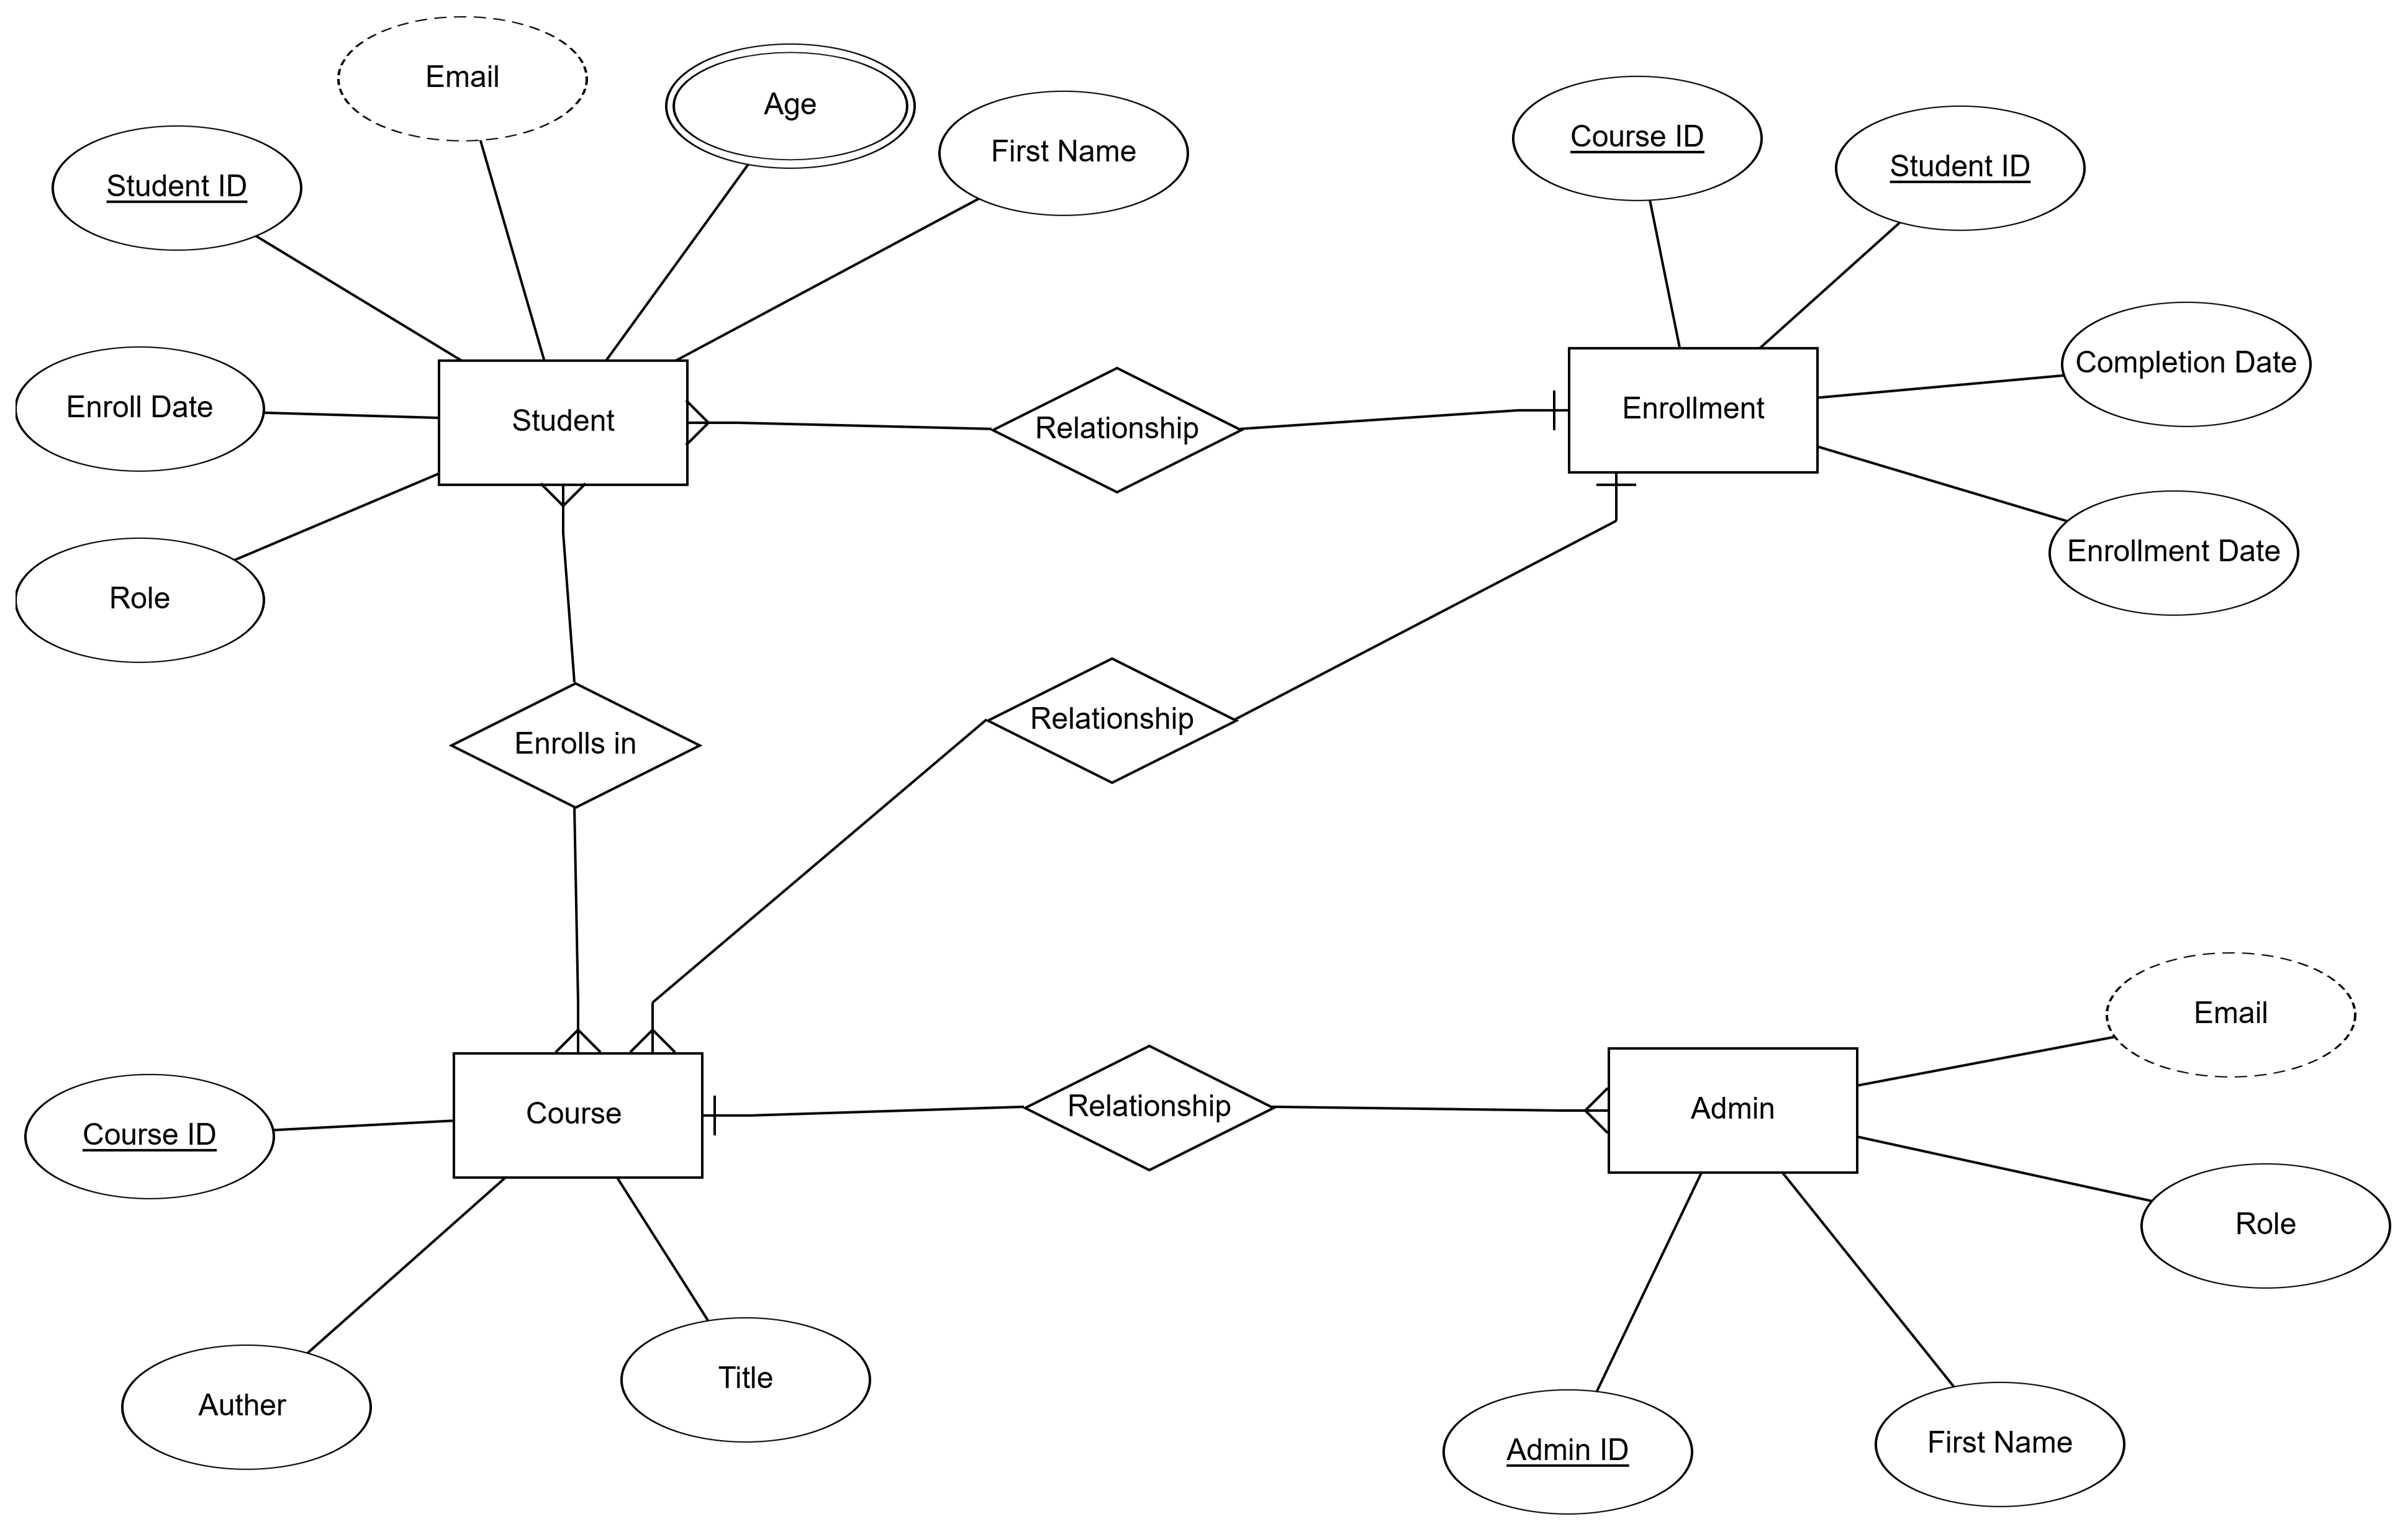 Email
Age
First Name
Student ID
Course ID
Student ID
Completion Date
Enroll Date
Student
Relationship
Enrollment
Enrollment Date
Role
Enrolls in
Relationship
Email
Course
Relationship
Admin
Course ID
Role
Auther
Title
Admin ID
First Name